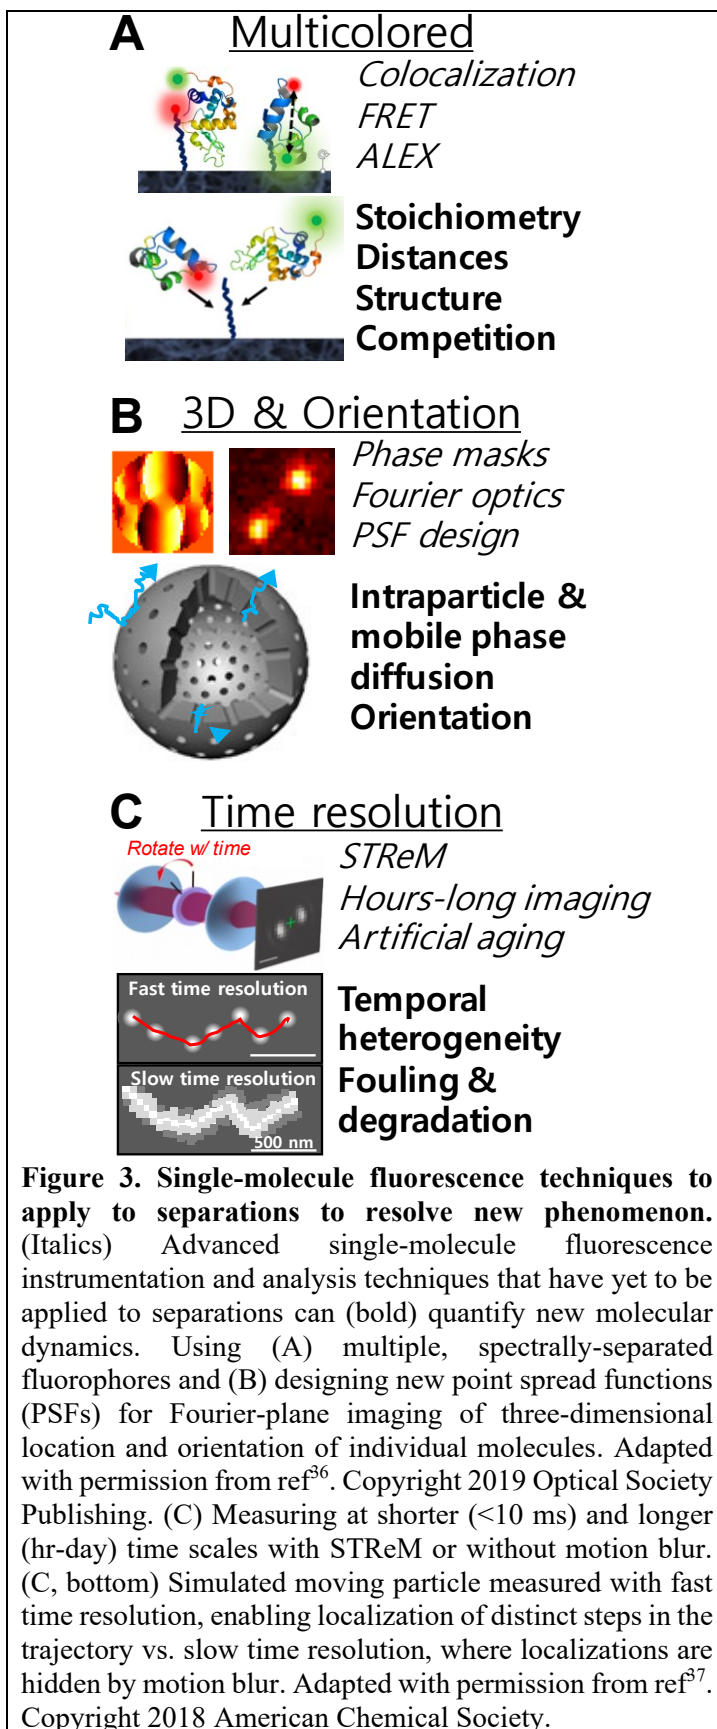 A Multicolored
Colocalization
FRET
ALEX
Stoichiometry
Distances
Structure
Competition
B 3D & Orientation
Phase masks
Fourier optics
PSF design
Intraparticle &
mobile phase
diffusion
Orientation
C Time resolution
Rotate w/ time
STReM
Hours-long imaging
Artificial aging
Fast time resolution
Slow time resolution
500 nm
Temporal
heterogeneity
Fouling &
degradation
Figure 3. Single-molecule fluorescence techniques to
apply to separations to resolve new phenomenon.
(Italics) Advanced single-molecule fluorescence
instrumentation and analysis techniques that have yet to be
applied to separations can (bold) quantify new molecular
dynamics. Using (A) multiple, spectrally-separated
fluorophores and (B) designing new point spread functions
(PSFs) for Fourier-plane imaging of three-dimensional
location and orientation of individual molecules. Adapted
with permission from ref36. Copyright 2019 Optical Society
Publishing. (C) Measuring at shorter (<10 ms) and longer
(hr-day) time scales with STReM or without motion blur.
(C, bottom) Simulated moving particle measured with fast
time resolution, enabling localization of distinct steps in the
trajectory vs. slow time resolution, where localizations are
hidden by motion blur. Adapted with permission from ref37.
Copyright 2018 American Chemical Society.